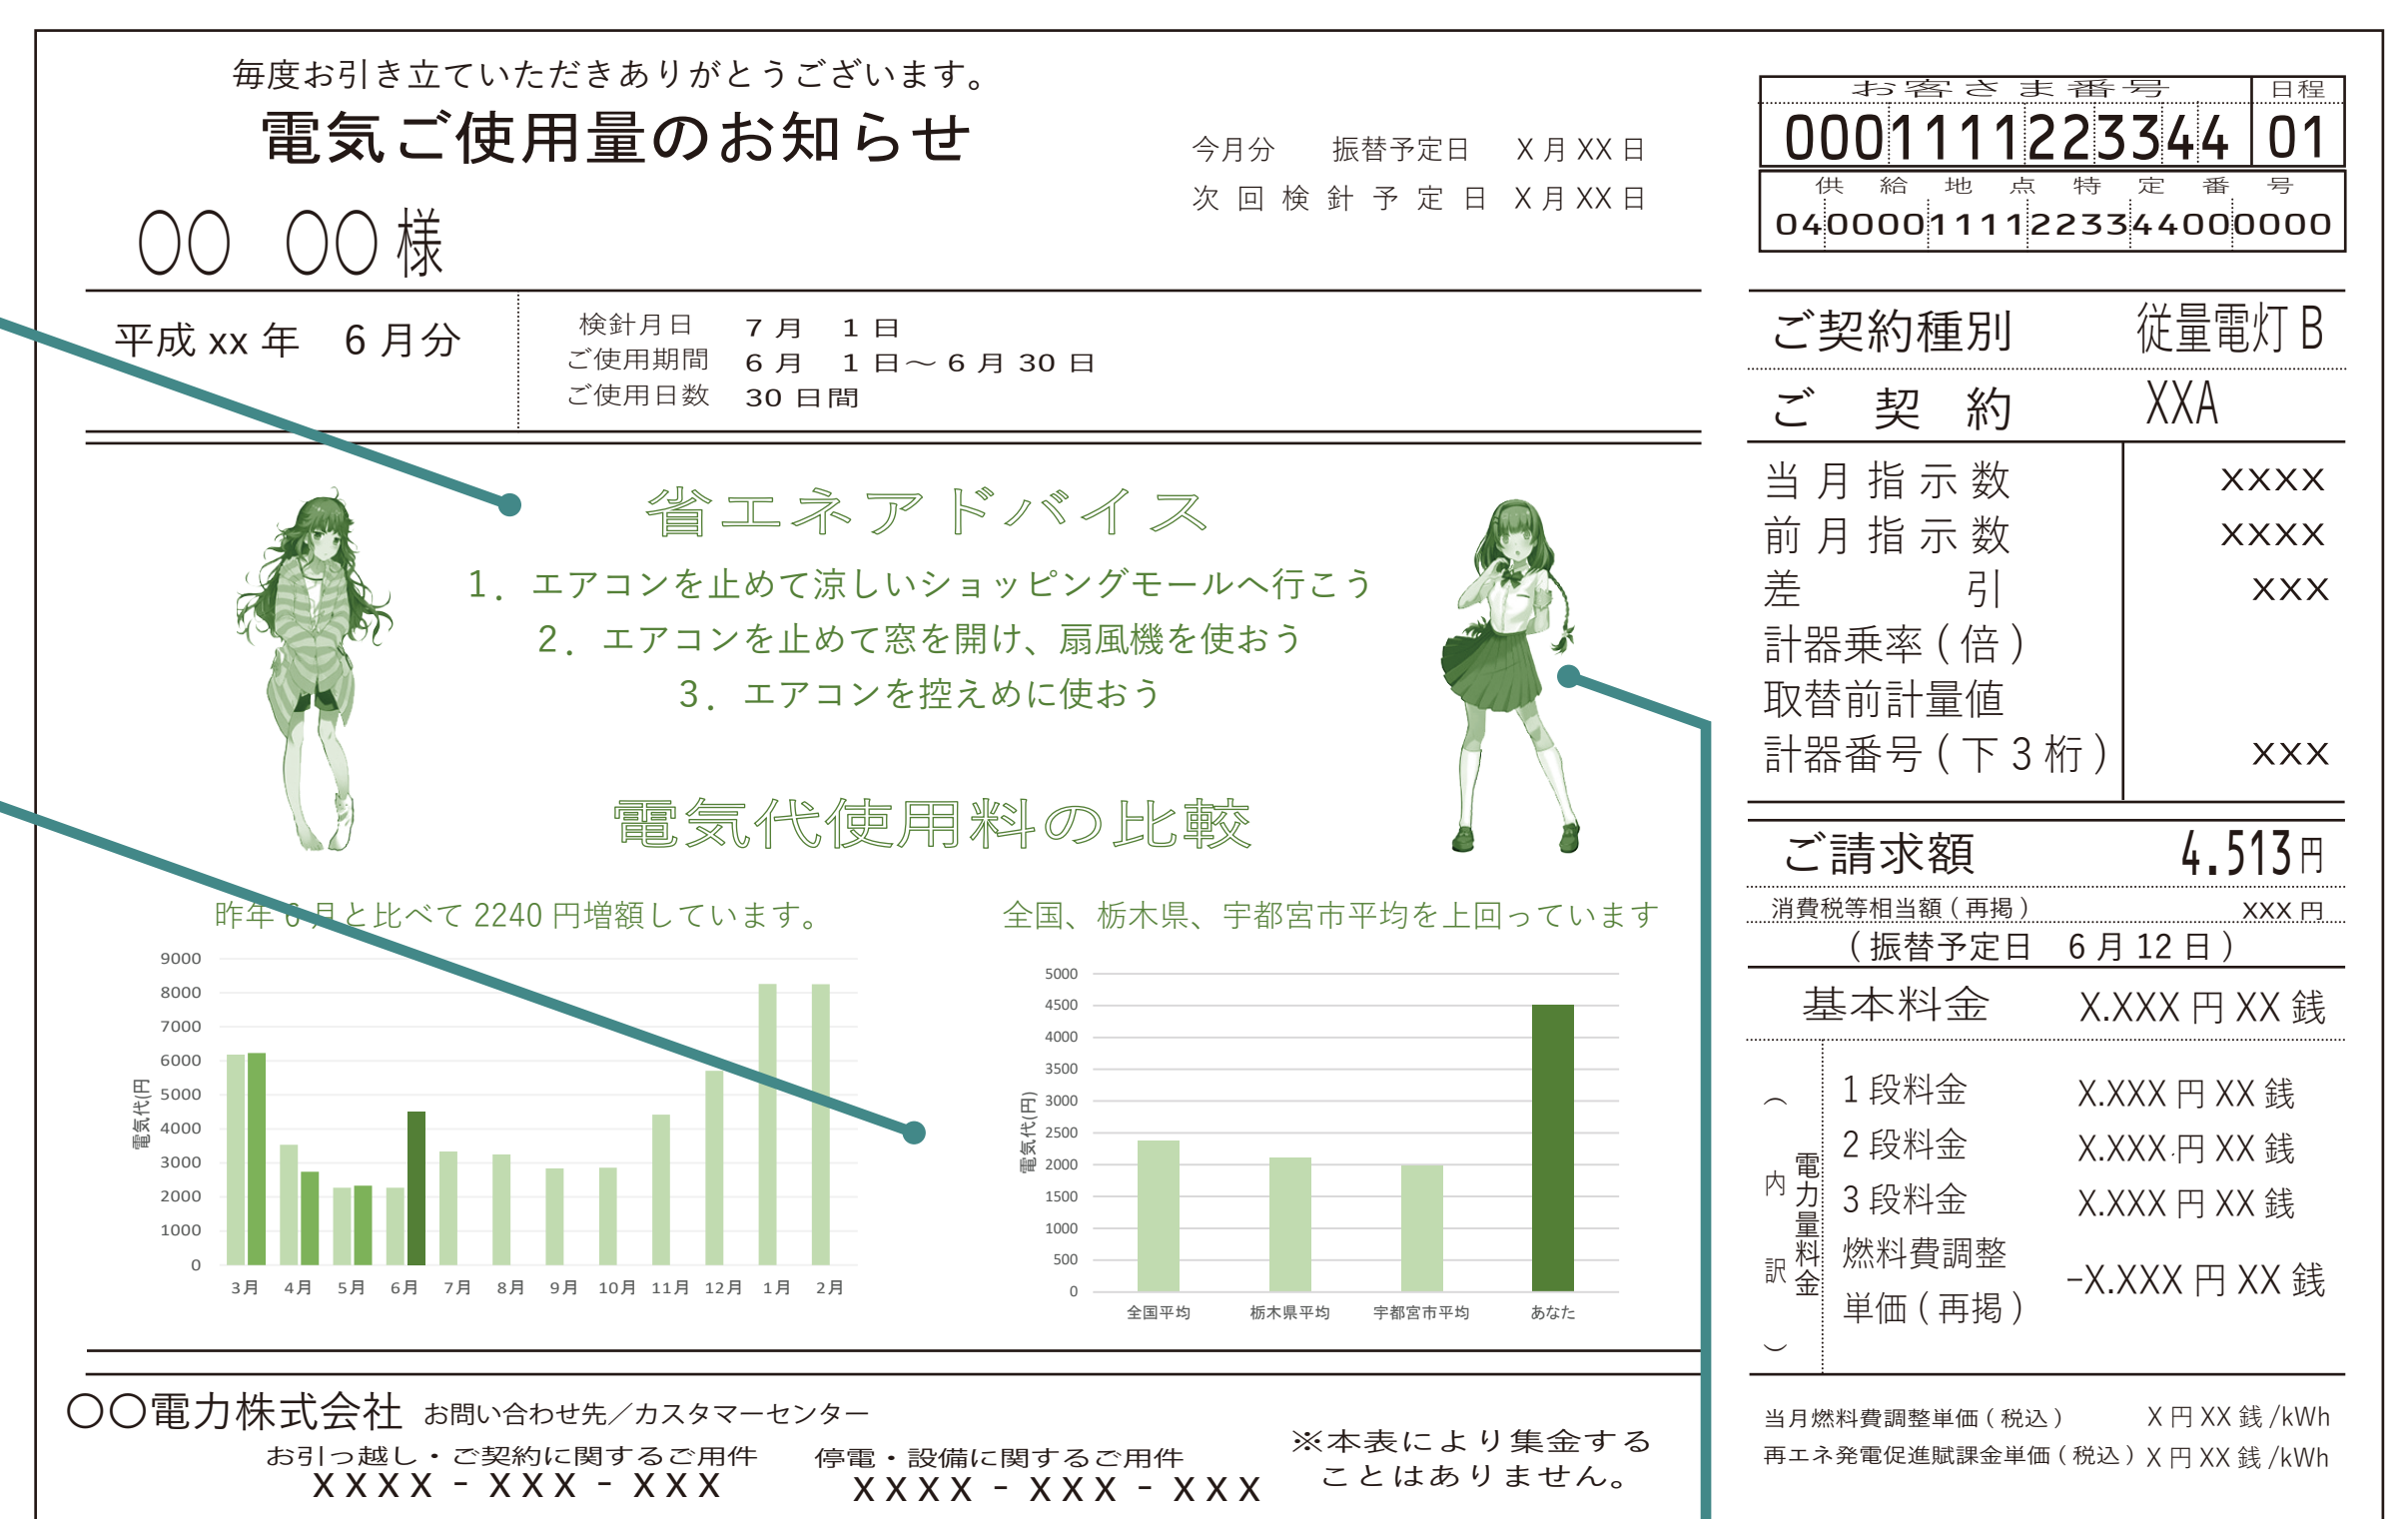 毎度お引き立ていただきありがとうございます。
電気ご使用量のお知らせ
〇〇 〇〇様
今月分 振替予定日 X月XX日
次回検針予定日 X月XX日
お客さま番号 日程
0001111223344 01
供給地点特定番号
0400001111223344000000
平成xx年 6月分
検針月日 7月 1日
ご使用期間 6月 1日～6月30日
ご使用日数 30日間
省エネアドバイス
1．エアコンを止めて涼しいショッピングモールへ行こう
2．エアコンを止めて窓を開け、扇風機を使おう
3．エアコンを控えめに使おう
電気代使用料の比較
昨年6月と比べて2240円増額しています。
電気代(円)
9000
8000
7000
6000
5000
4000
3000
2000
1000
0
3月 4月 5月 6月 7月 8月 9月 10月 11月 12月 1月 2月
全国、栃木県、宇都宮市平均を上回っています
電気代(円)
5000
4500
4000
3500
3000
2500
2000
1500
1000
500
0
全国平均 栃木県平均 宇都宮市平均 あなた
ご契約種別 従量電灯B
ご契約 XXA
当月指示数 XXXX
前月指示数 XXXX
差引 XXX
計器乗率(倍)
取替前計量値
計器番号(下3桁) XXX
ご請求額 4.513円
消費税等相当額(再掲) XXX円
(振替予定日 6月12日)
基本料金 X.XXX円XX銭
（内訳）
電力量料金
1段料金 X.XXX円XX銭
2段料金 X.XXX円XX銭
3段料金 X.XXX円XX銭
燃料費調整
単価(再掲) -X.XXX円XX銭
当月燃料費調整単価(税込) X円XX銭/kWh
再エネ発電促進賦課金単価(税込) X円XX銭/kWh
〇〇電力株式会社 お問い合わせ先／カスタマーセンター
お引っ越し・ご契約に関するご用件
XXXX-XXX-XXX
停電・設備に関するご用件
XXXX-XXX-XXX
※本表により集金する
ことはありません。